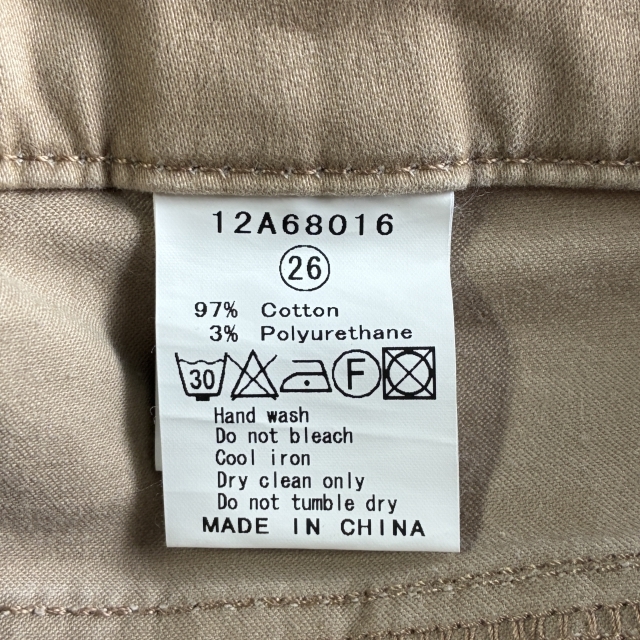 12A68016
26
97% Cotton
3% Polyurethane
30 F
Hand wash
Do not bleach
Cool iron
Dry clean only
Do not tumble dry
MADE IN CHINA